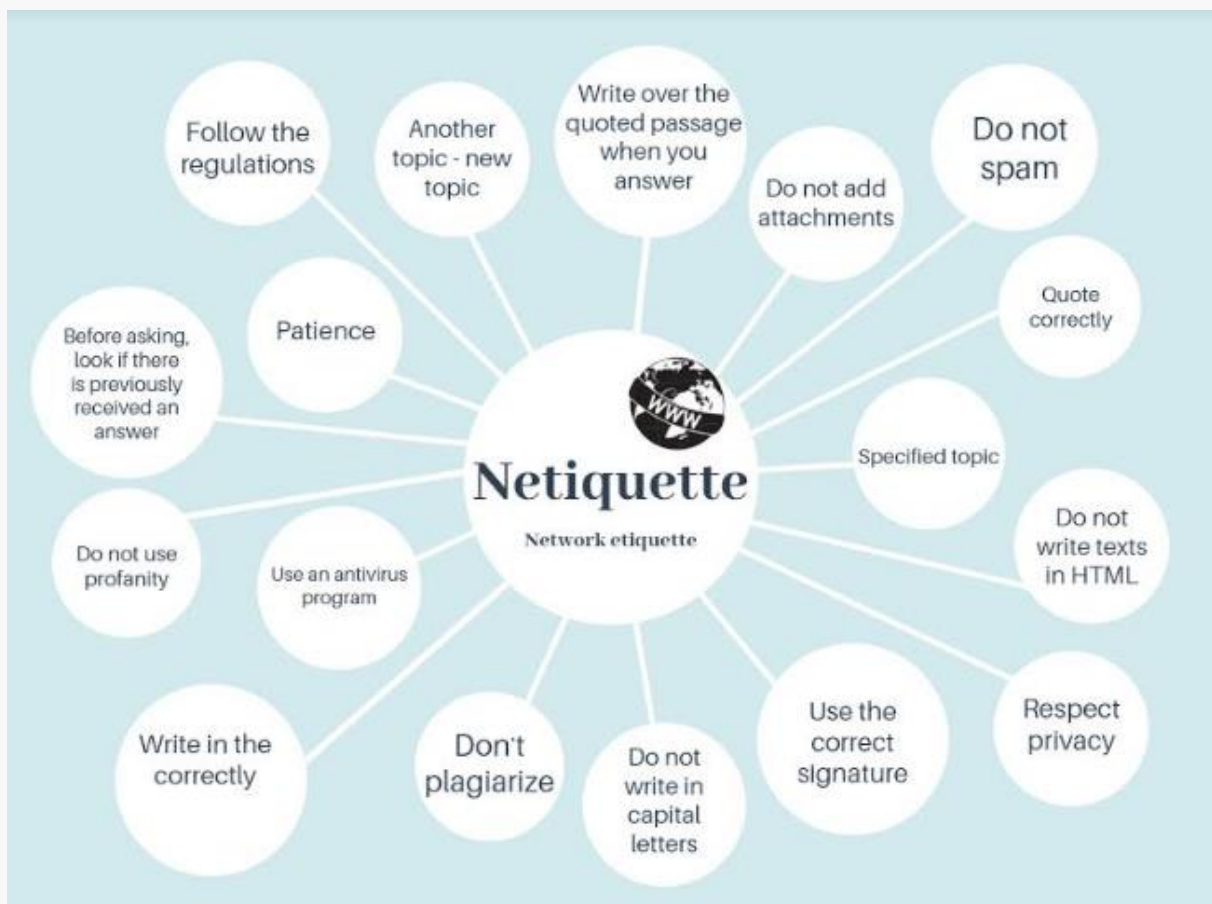 Follow the
regulations
Another
topic - new
topic
Write over the
quoted passage
when you
answer
Do not add
attachments
Do not
spam
Quote
correctly
Before asking,
look if there
is previously
received an
answer
Patience
WWW
Netiquette
Network etiquette
Specified topic
Do not
write texts
in HTML
Do not use
profanity
Use an antivirus
program
Write in the
correctly
Don't
plagiarize
Do not
write in
capital
letters
Use the
correct
signature
Respect
privacy